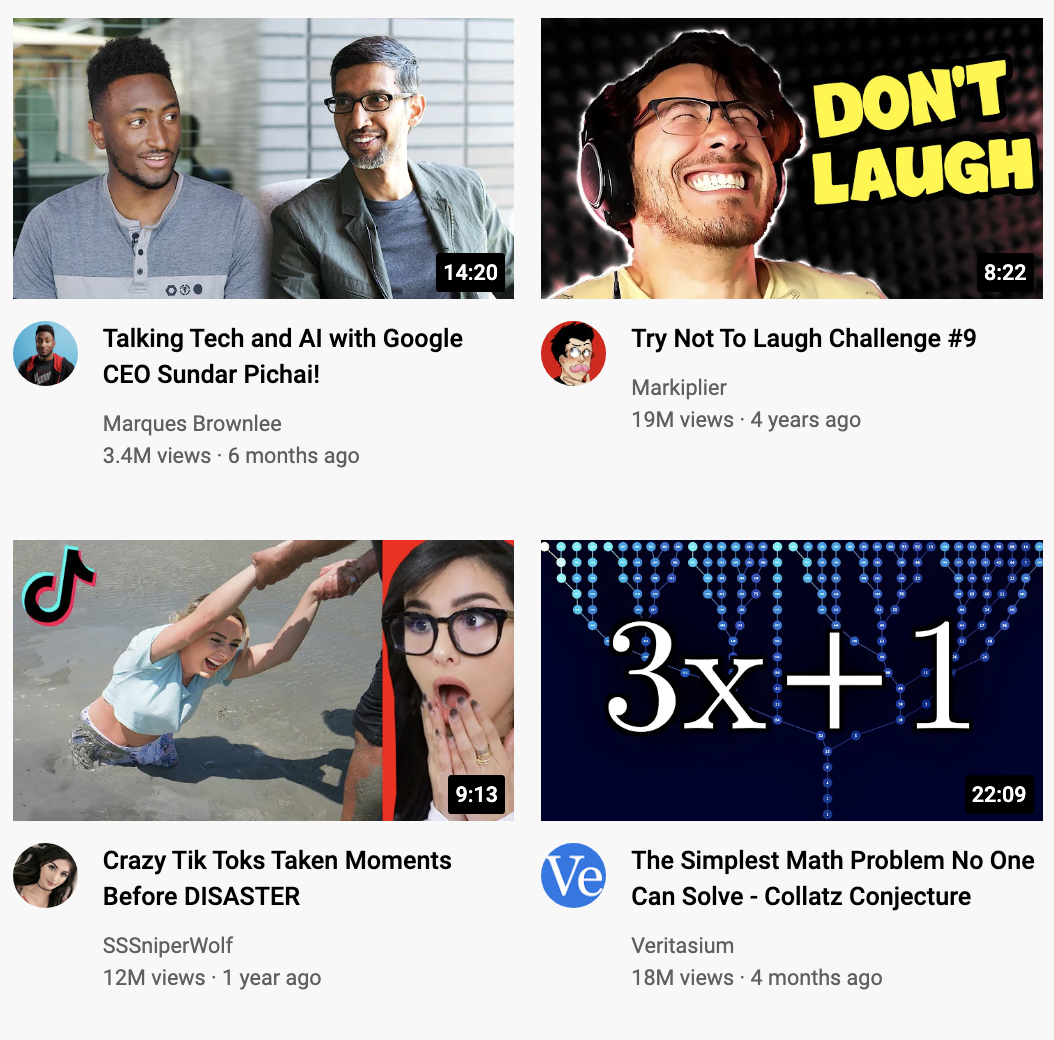 DON'T
LAUGH
14:20
8:22
Talking Tech and AI with Google
CEO Sundar Pichai!
Marques Brownlee
3.4M views · 6 months ago
Try Not To Laugh Challenge #9
Markiplier
19M views · 4 years ago
3x+1
9:13
22:09
Crazy Tik Toks Taken Moments
Before DISASTER
SSSniperWolf
12M views · 1 year ago
Ve
The Simplest Math Problem No One
Can Solve - Collatz Conjecture
Veritasium
18M views · 4 months ago